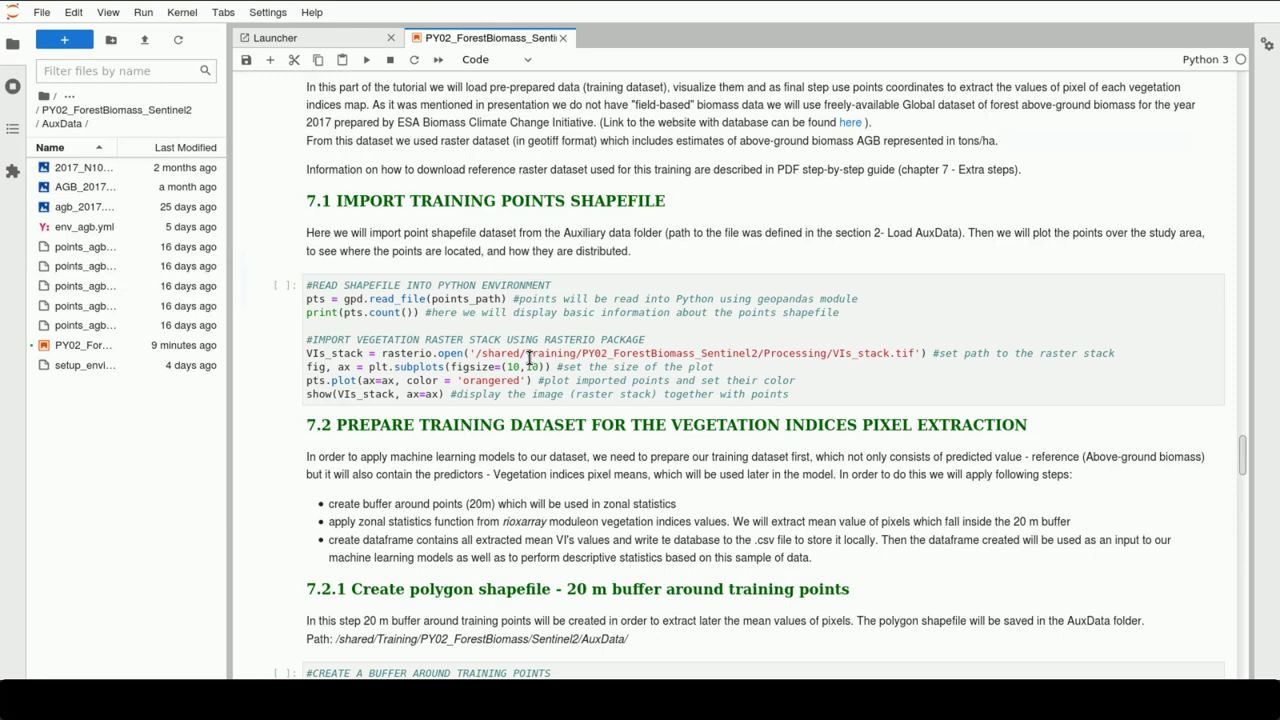 File Edit View Run Kernel Tabs Settings Help
Launcher
PY02_ForestBiomass_Senti
Code
Python 3
Filter files by name
/ ...
/ PY02_ForestBiomass_Sentinel2
/ AuxData /
Name Last Modified
2017_N10... 2 months ago
AGB_2017... a month ago
agb_2017.... 25 days ago
Y: env_agb.yml 5 days ago
points_agb... 16 days ago
points_agb... 16 days ago
points_agb... 16 days ago
points_agb... 16 days ago
points_agb... 16 days ago
PY02_For... 9 minutes ago
setup_envi... 4 days ago
In this part of the tutorial we will load pre-prepared data (training dataset), visualize them and as final step use points coordinates to extract the values of pixel of each vegetation
indices map. As it was mentioned in presentation we do not have "field-based" biomass data we will use freely-available Global dataset of forest above-ground biomass for the year
2017 prepared by ESA Biomass Climate Change Initiative. (Link to the website with database can be found here ).
From this dataset we used raster dataset (in geotiff format) which includes estimates of above-ground biomass AGB represented in tons/ha.
Information on how to download reference raster dataset used for this training are described in PDF step-by-step guide (chapter 7 - Extra steps).
7.1 IMPORT TRAINING POINTS SHAPEFILE
Here we will import point shapefile dataset from the Auxiliary data folder (path to the file was defined in the section 2- Load AuxData). Then we will plot the points over the study area,
to see where the points are located, and how they are distributed.
[ ]: #READ SHAPEFILE INTO PYTHON ENVIRONMENT
pts = gpd.read_file(points_path) #points will be read into Python using geopandas module
print(pts.count()) #here we will display basic information about the points shapefile
#IMPORT VEGETATION RASTER STACK USING RASTERIO PACKAGE
VIs_stack = rasterio.open('/shared/Training/PY02_ForestBiomass_Sentinel2/Processing/VIs_stack.tif') #set path to the raster stack
fig, ax = plt.subplots(figsize=(10,10)) #set the size of the plot
pts.plot(ax=ax, color = 'orangered') #plot imported points and set their color
show(VIs_stack, ax=ax) #display the image (raster stack) together with points
7.2 PREPARE TRAINING DATASET FOR THE VEGETATION INDICES PIXEL EXTRACTION
In order to apply machine learning models to our dataset, we need to prepare our training dataset first, which not only consists of predicted value - reference (Above-ground biomass)
but it will also contain the predictors - Vegetation indices pixel means, which will be used later in the model. In order to do this we will apply following steps:
• create buffer around points (20m) which will be used in zonal statistics
• apply zonal statistics function from rioxarray moduleon vegetation indices values. We will extract mean value of pixels which fall inside the 20 m buffer
• create dataframe contains all extracted mean VI's values and write te database to the .csv file to store it locally. Then the dataframe created will be used as an input to our
machine learning models as well as to perform descriptive statistics based on this sample of data.
7.2.1 Create polygon shapefile - 20 m buffer around training points
In this step 20 m buffer around training points will be created in order to extract later the mean values of pixels. The polygon shapefile will be saved in the AuxData folder.
Path: /shared/Training/PY02_ForestBiomass/Sentinel2/AuxData/
[ ]: #CREATE A BUFFER AROUND TRAINING POINTS